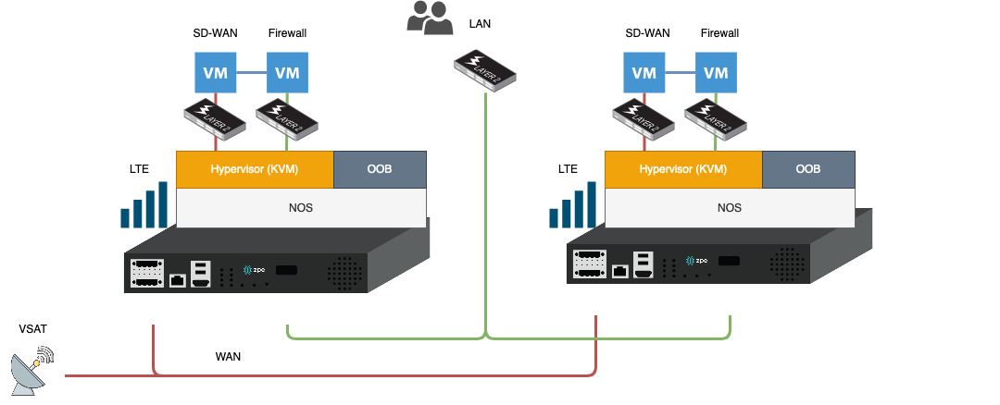 LAN
SD-WAN
Firewall
SD-WAN
Firewall
VM
VM
LAYER 2
VM
VM
LAYER 2
LAYER 2
LAYER 2
LAYER 2
LTE
Hypervisor (KVM)
OOB
LTE
Hypervisor (KVM)
OOB
NOS
NOS
zpe
zpe
VSAT
WAN